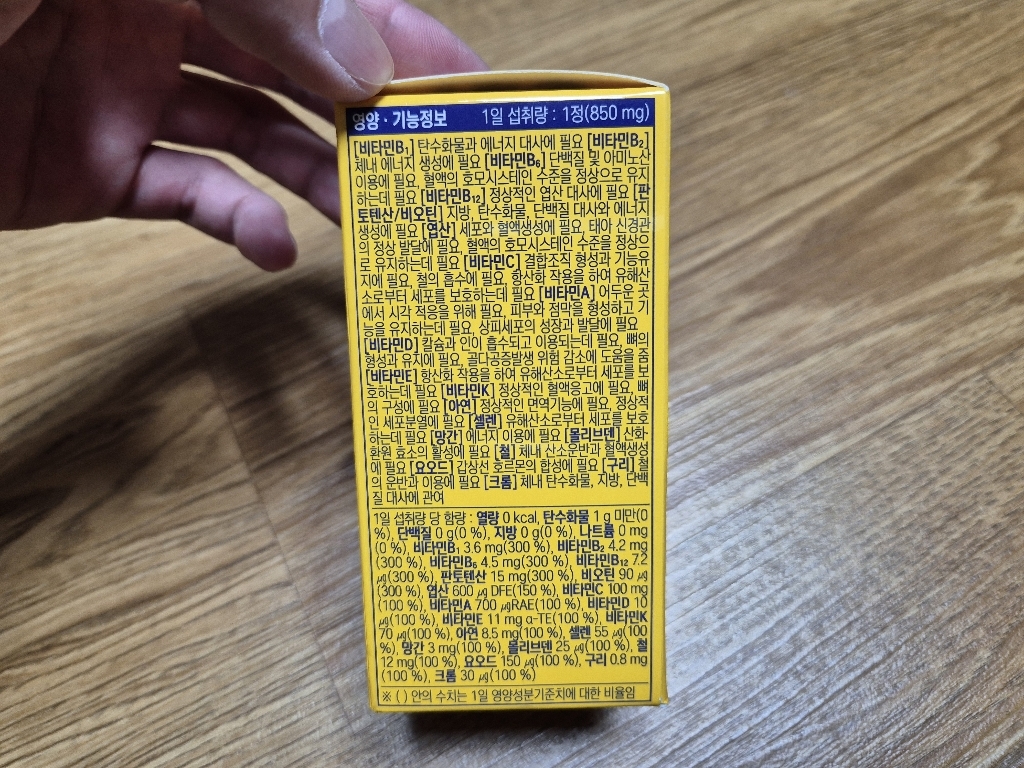 영양 · 기능정보 1일 섭취량 : 1정(850 mg)
[비타민B₁] 탄수화물과 에너지 대사에 필요 [비타민B₂]
체내 에너지 생성에 필요 [비타민B₆] 단백질 및 아미노산
이용에 필요, 혈액의 호모시스테인 수준을 정상으로 유지
하는데 필요 [비타민B₁₂] 정상적인 엽산 대사에 필요 [판
토텐산/비오틴] 지방, 탄수화물, 단백질 대사와 에너지
생성에 필요 [엽산] 세포와 혈액생성에 필요, 태아 신경관
의 정상 발달에 필요, 혈액의 호모시스테인 수준을 정상으
로 유지하는데 필요 [비타민C] 결합조직 형성과 기능유
지에 필요, 철의 흡수에 필요, 항산화 작용을 하여 유해산
소로부터 세포를 보호하는데 필요 [비타민A] 어두운 곳
에서 시각 적응을 위해 필요, 피부와 점막을 형성하고 기
능을 유지하는데 필요, 상피세포의 성장과 발달에 필요
[비타민D] 칼슘과 인이 흡수되고 이용되는데 필요, 뼈의
형성과 유지에 필요, 골다공증발생 위험 감소에 도움을 줌
[비타민E] 항산화 작용을 하여 유해산소로부터 세포를 보
호하는데 필요 [비타민K] 정상적인 혈액응고에 필요, 뼈
의 구성에 필요 [아연] 정상적인 면역기능에 필요, 정상적
인 세포분열에 필요 [셀렌] 유해산소로부터 세포를 보호
하는데 필요 [망간] 에너지 이용에 필요 [몰리브덴] 산화·
환원 효소의 활성에 필요 [철] 체내 산소운반과 혈액생성
에 필요 [요오드] 갑상선 호르몬의 합성에 필요 [구리] 철
의 운반과 이용에 필요 [크롬] 체내 탄수화물, 지방, 단백
질 대사에 관여
1일 섭취량 당 함량 : 열량 0 kcal, 탄수화물 1 g 미만(0
%), 단백질 0 g(0 %), 지방 0 g(0 %), 나트륨 0 mg
(0 %), 비타민B₁ 3.6 mg(300 %), 비타민B₂ 4.2 mg
(300 %), 비타민B₆ 4.5 mg(300 %), 비타민B₁₂ 7.2
㎍(300 %), 판토텐산 15 mg(300 %), 비오틴 90 ㎍
(300 %), 엽산 600 ㎍ DFE(150 %), 비타민C 100 mg
(100 %), 비타민A 700 ㎍RAE(100 %), 비타민D 10
㎍(100 %), 비타민E 11 mg α-TE(100 %), 비타민K
70 ㎍(100 %), 아연 8.5 mg(100 %), 셀렌 55 ㎍(100
%), 망간 3 mg(100 %), 몰리브덴 25 ㎍(100 %), 철
12 mg(100 %), 요오드 150 ㎍(100 %), 구리 0.8 mg
(100 %), 크롬 30 ㎍(100 %)
※ ( ) 안의 수치는 1일 영양성분기준치에 대한 비율임